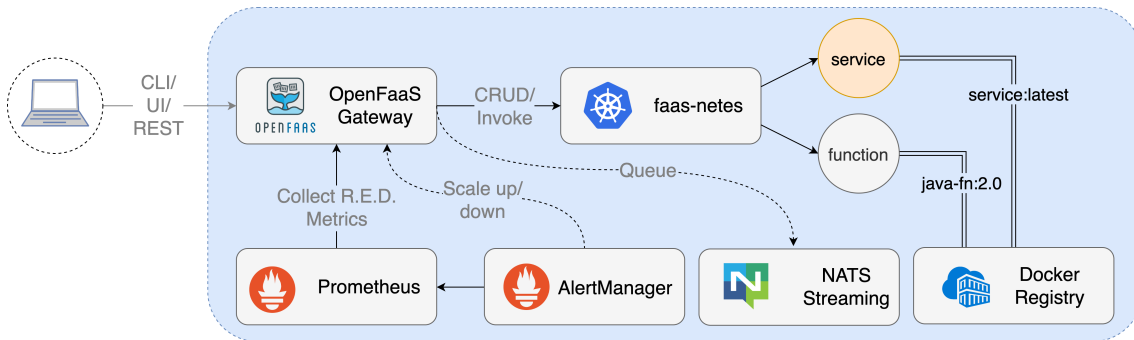 CLI/
UI/
REST
OPENFAAS
OpenFaaS
Gateway
CRUD/
Invoke
faas-netes
service
service:latest
function
java-fn:2.0
Queue
Collect R.E.D.
Metrics
Scale up/
down
Prometheus
AlertManager
N
NATS
Streaming
Docker
Registry